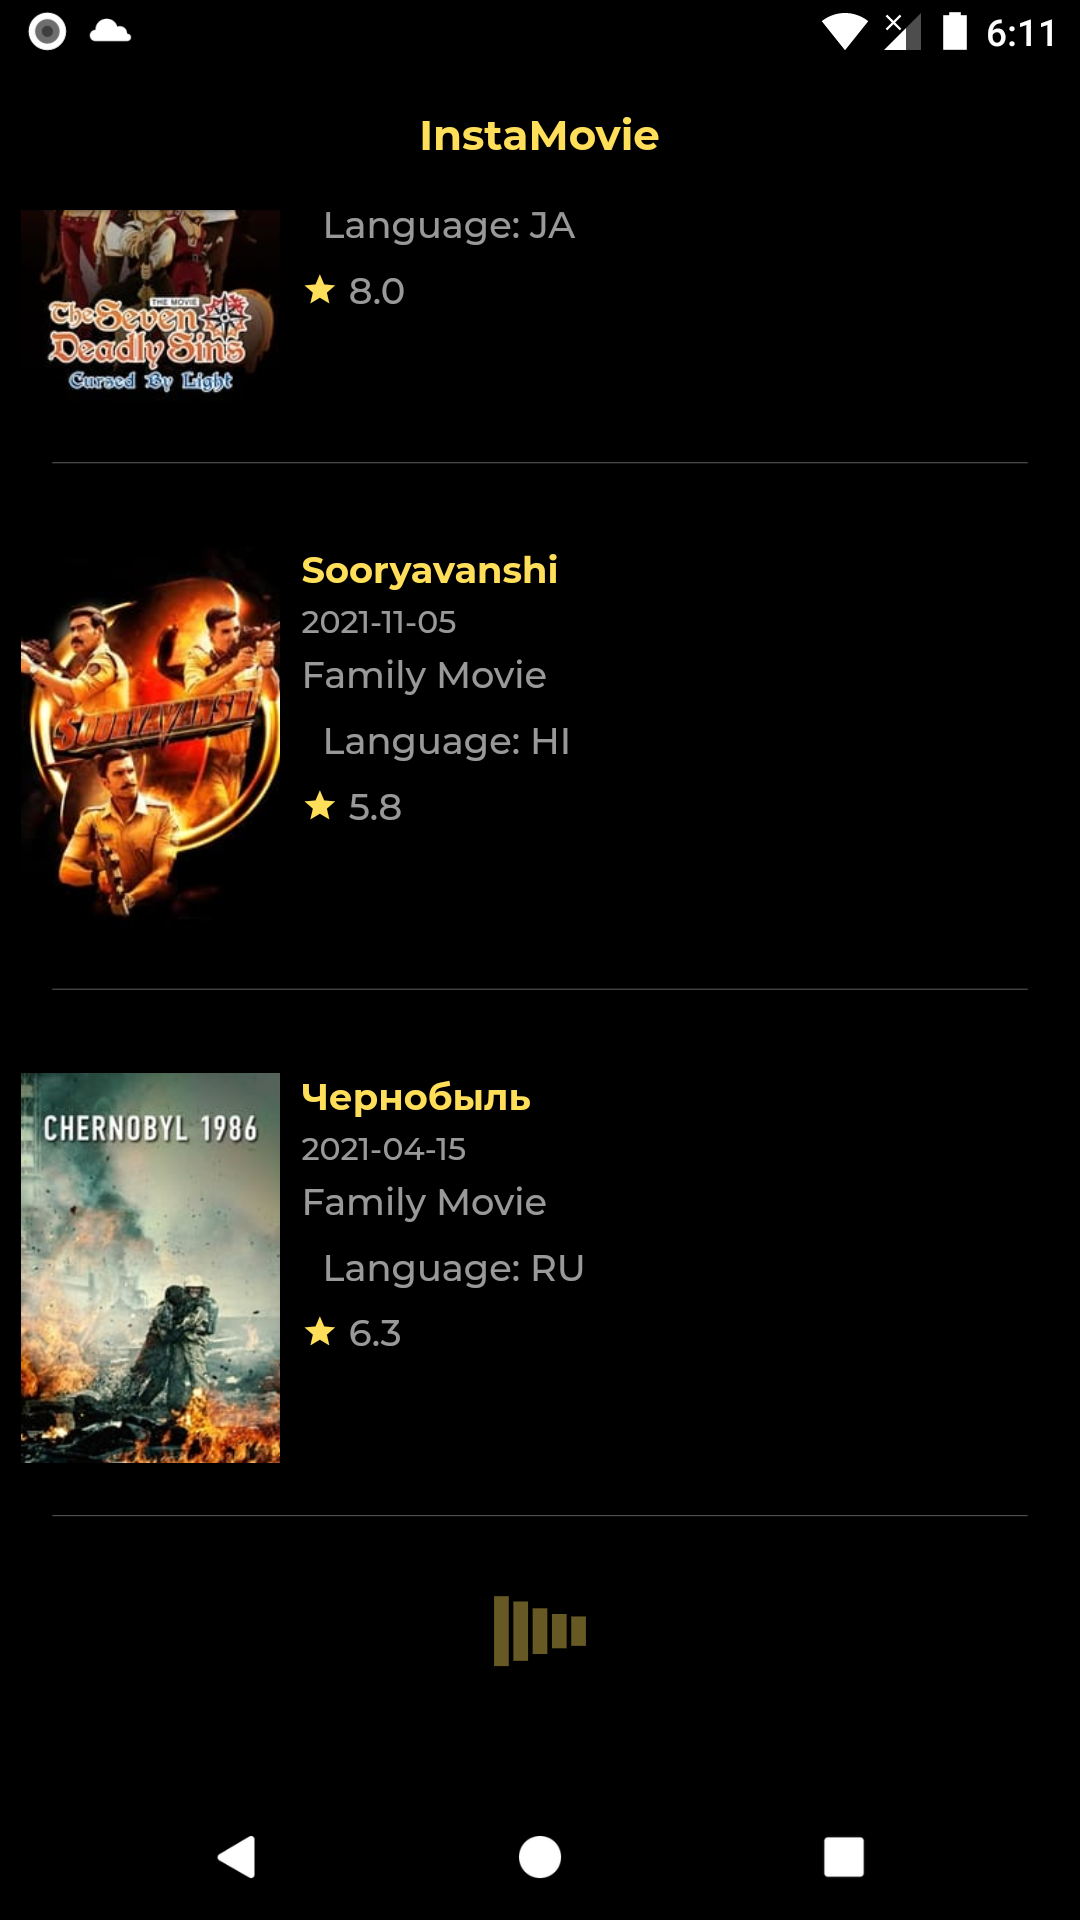 6:11
InstaMovie
Language: JA
8.0
THE MOVIE
The Seven
Deadly Sins
Cursed By Light
Sooryavanshi
2021-11-05
Family Movie
Language: HI
5.8
SOORYAVANSHI
Чернобыль
2021-04-15
Family Movie
Language: RU
6.3
CHERNOBYL 1986